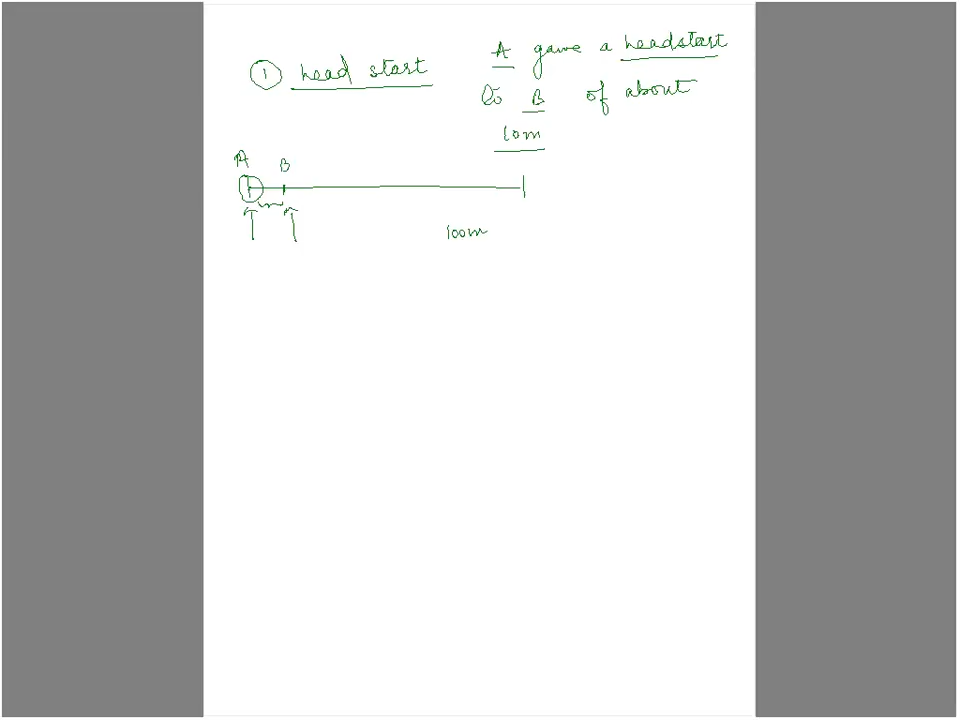 ① head start
A gave a headstart
to B of about
10m
A B
100m